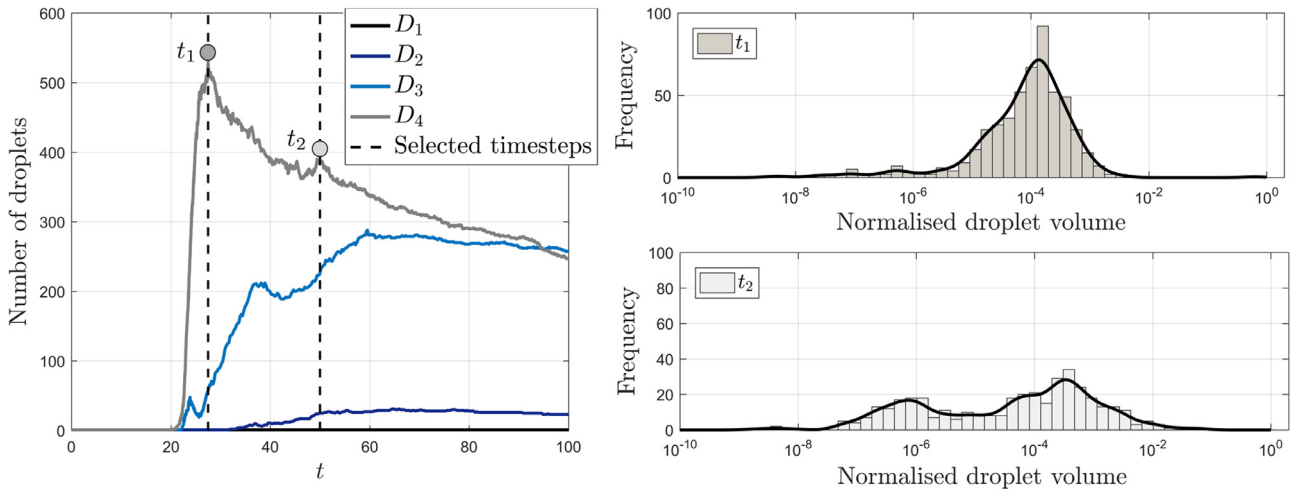 600
500
400
300
200
100
0
0 20 40 60 80 100
Number of droplets
t
t₁
t₂
D₁
D₂
D₃
D₄
Selected timesteps
100
50
0
Frequency
t₁
10⁻¹⁰ 10⁻⁸ 10⁻⁶ 10⁻⁴ 10⁻² 10⁰
Normalised droplet volume
100
80
60
40
20
0
Frequency
t₂
10⁻¹⁰ 10⁻⁸ 10⁻⁶ 10⁻⁴ 10⁻² 10⁰
Normalised droplet volume